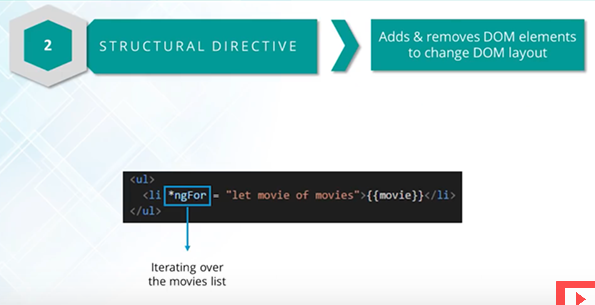 2
STRUCTURAL DIRECTIVE
Adds & removes DOM elements
to change DOM layout
<ul>
<li *ngFor = "let movie of movies">{{movie}}</li>
</ul>
Iterating over
the movies list